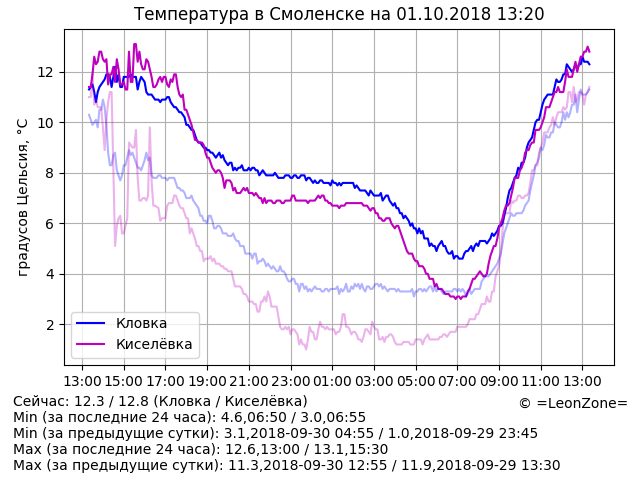 Температура в Смоленске на 01.10.2018 13:20
градусов Цельсия, °C
12
10
8
6
4
2
Кловка
Киселёвка
13:00 15:00 17:00 19:00 21:00 23:00 01:00 03:00 05:00 07:00 09:00 11:00 13:00
Сейчас: 12.3 / 12.8 (Кловка / Киселёвка)
© =LeonZone=
Min (за последние 24 часа): 4.6,06:50 / 3.0,06:55
Min (за предыдущие сутки): 3.1,2018-09-30 04:55 / 1.0,2018-09-29 23:45
Max (за последние 24 часа): 12.6,13:00 / 13.1,15:30
Max (за предыдущие сутки): 11.3,2018-09-30 12:55 / 11.9,2018-09-29 13:30